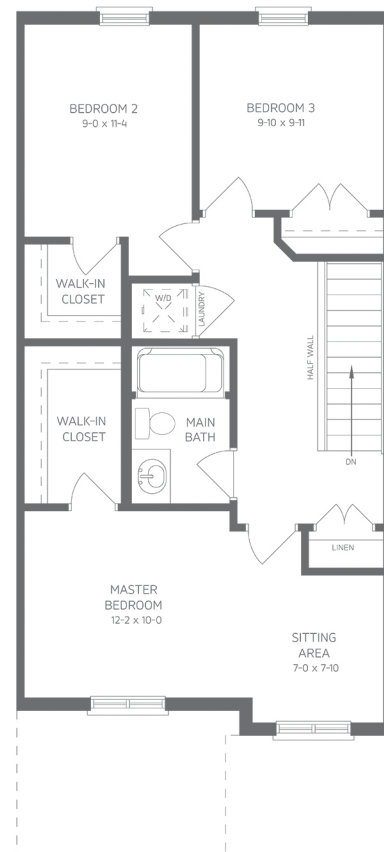 BEDROOM 2
9-0 x 11-4
BEDROOM 3
9-10 x 9-11
WALK-IN
CLOSET
W/D
LAUNDRY
HALF WALL
WALK-IN
CLOSET
MAIN
BATH
DN
LINEN
MASTER
BEDROOM
12-2 x 10-0
SITTING
AREA
7-0 x 7-10